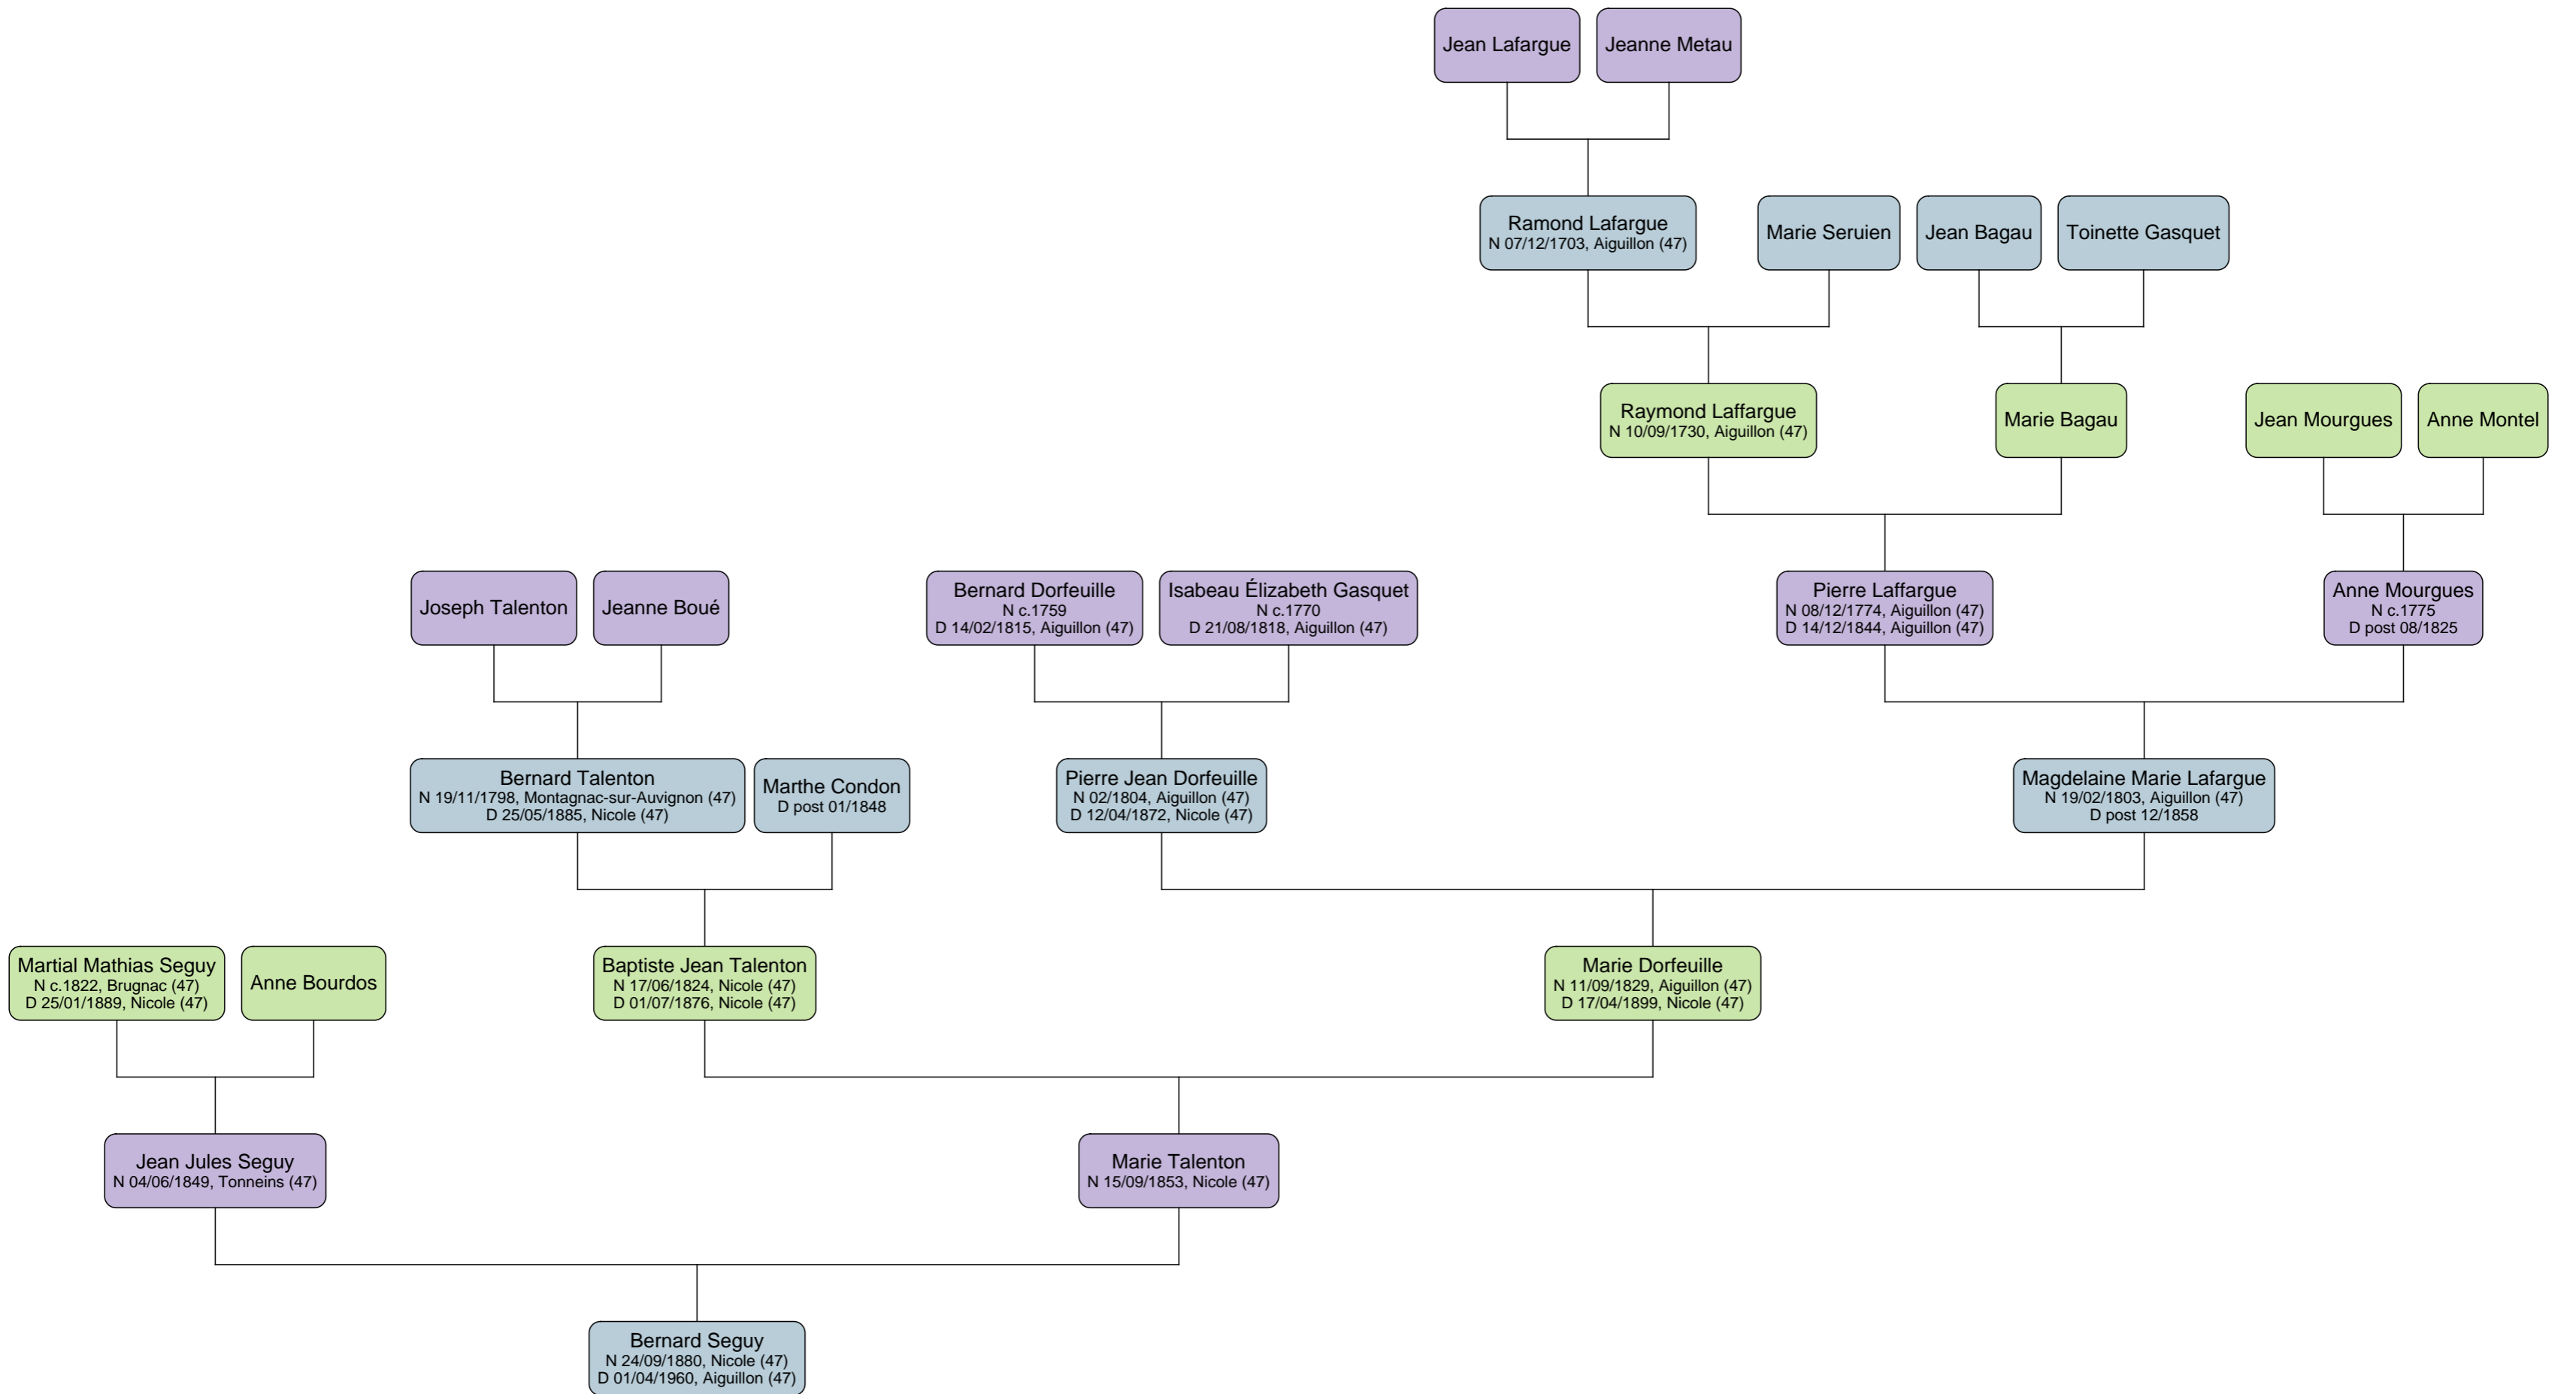 Jean Lafargue
Jeanne Metau
Ramond Lafargue
N 07/12/1703, Aiguillon (47)
Marie Seruien
Jean Bagau
Toinette Gasquet
Raymond Laffargue
N 10/09/1730, Aiguillon (47)
Marie Bagau
Jean Mourgues
Anne Montel
Joseph Talenton
Jeanne Boué
Bernard Dorfeuille
N c.1759
D 14/02/1815, Aiguillon (47)
Isabeau Élizabeth Gasquet
N c.1770
D 21/08/1818, Aiguillon (47)
Pierre Laffargue
N 08/12/1774, Aiguillon (47)
D 14/12/1844, Aiguillon (47)
Anne Mourgues
N c.1775
D post 08/1825
Bernard Talenton
N 19/11/1798, Montagnac-sur-Auvignon (47)
D 25/05/1885, Nicole (47)
Marthe Condon
D post 01/1848
Pierre Jean Dorfeuille
N 02/1804, Aiguillon (47)
D 12/04/1872, Nicole (47)
Magdelaine Marie Lafargue
N 19/02/1803, Aiguillon (47)
D post 12/1858
Martial Mathias Seguy
N c.1822, Brugnac (47)
D 25/01/1889, Nicole (47)
Anne Bourdos
Baptiste Jean Talenton
N 17/06/1824, Nicole (47)
D 01/07/1876, Nicole (47)
Marie Dorfeuille
N 11/09/1829, Aiguillon (47)
D 17/04/1899, Nicole (47)
Jean Jules Seguy
N 04/06/1849, Tonneins (47)
Marie Talenton
N 15/09/1853, Nicole (47)
Bernard Seguy
N 24/09/1880, Nicole (47)
D 01/04/1960, Aiguillon (47)